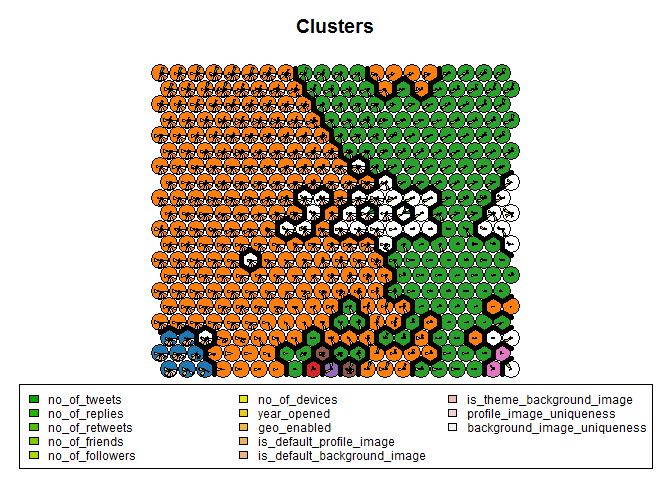 Clusters
no_of_tweets
no_of_replies
no_of_retweets
no_of_friends
no_of_followers
no_of_devices
year_opened
geo_enabled
is_default_profile_image
is_default_background_image
is_theme_background_image
profile_image_uniqueness
background_image_uniqueness